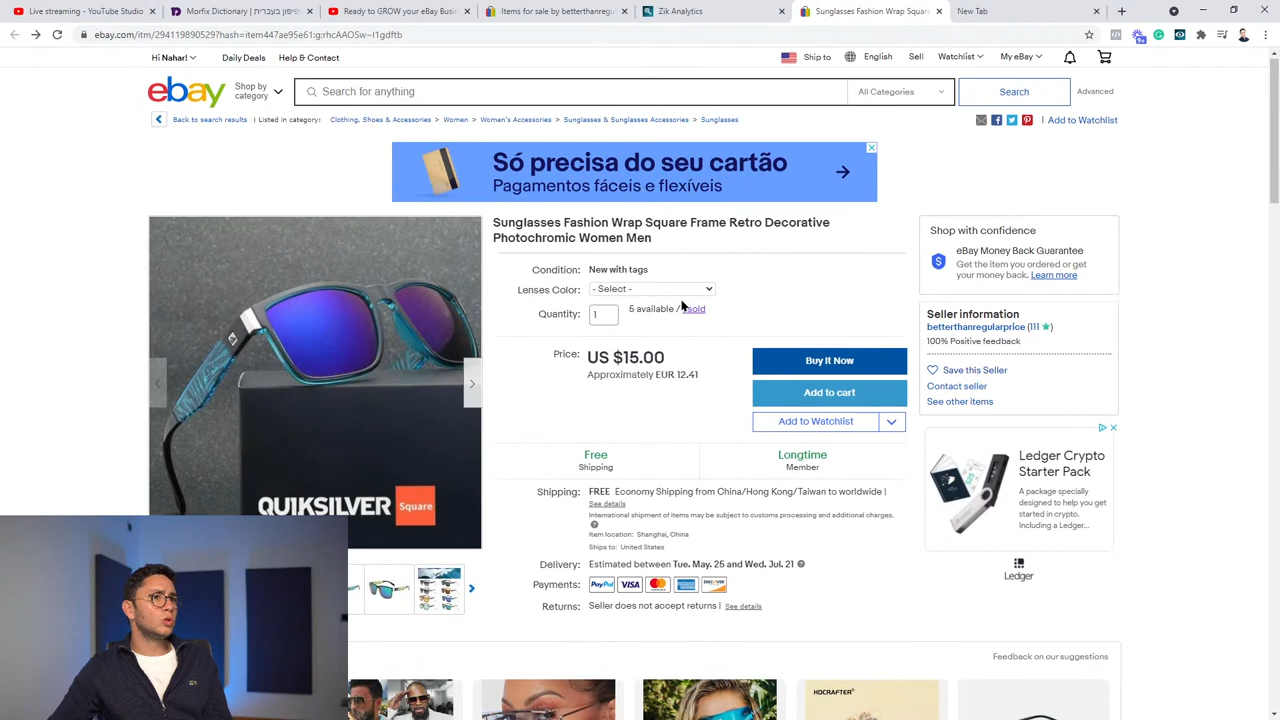 Live streaming - YouTube Studio
Morfix Dictionary | תרגום מעברית
Ready to GROW your eBay Busin
Items for sale by betterthanregu
Zik Analytics
Sunglasses Fashion Wrap Square
New Tab
ebay.com/itm/294119890529?hash=item447ae95e61:g:rhcAAOSw~I1gdftb
9+
Hi Nahar!
Daily Deals
Help & Contact
Ship to
English
Sell
Watchlist
My eBay
ebay
Shop by
category
Search for anything
All Categories
Search
Advanced
Back to search results
| Listed in category:
Clothing, Shoes & Accessories > Women > Women's Accessories > Sunglasses & Sunglasses Accessories > Sunglasses
| Add to Watchlist
Só precisa do seu cartão
Pagamentos fáceis e flexíveis
Sunglasses Fashion Wrap Square Frame Retro Decorative
Photochromic Women Men
Condition: New with tags
Lenses Color: - Select -
Quantity: 1 5 available / sold
Price: US $15.00
Approximately EUR 12.41
Buy It Now
Add to cart
Add to Watchlist
Free
Shipping
Longtime
Member
Shipping: FREE Economy Shipping from China/Hong Kong/Taiwan to worldwide |
See details
International shipment of items may be subject to customs processing and additional charges.
Item location: Shanghai, China
Ships to: United States
Delivery: Estimated between Tue. May. 25 and Wed. Jul. 21
Payments: PayPal VISA
DISCOVER
Returns: Seller does not accept returns | See details
Shop with confidence
eBay Money Back Guarantee
Get the item you ordered or get
your money back. Learn more
Seller information
betterthanregularprice (111 )
100% Positive feedback
Save this Seller
Contact seller
See other items
Ledger Crypto
Starter Pack
A package specially
designed to help you get
started in crypto.
Including a Ledger...
Ledger
QUIKSILVER
Square
Feedback on our suggestions
HDCRAFTER®